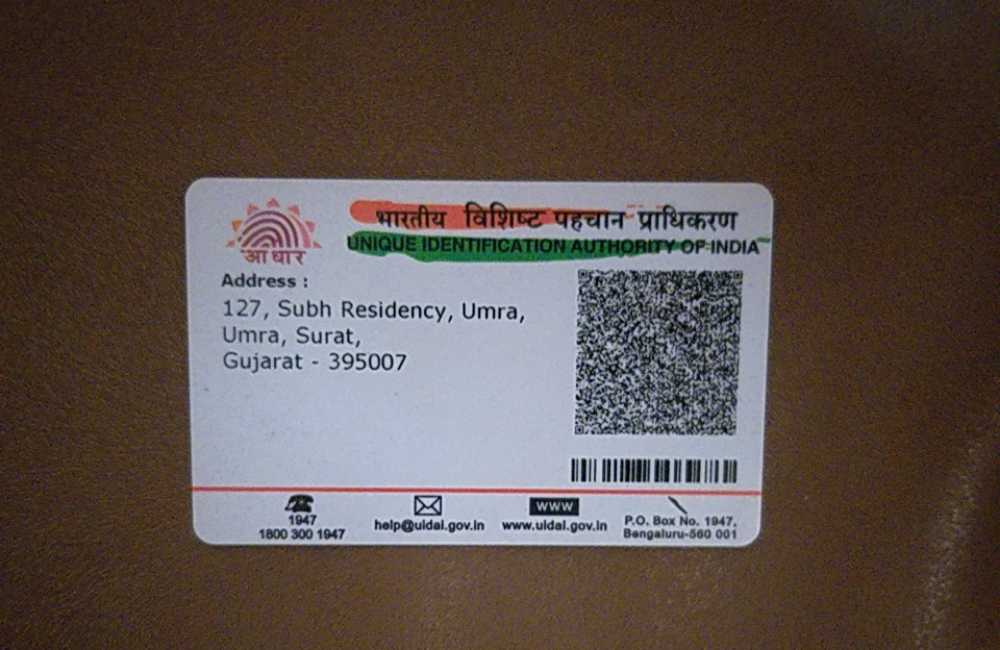 भारतीय विशिष्ट पहचान प्राधिकरण
UNIQUE IDENTIFICATION AUTHORITY OF INDIA
आधार
Address :
127, Subh Residency, Umra,
Umra, Surat,
Gujarat - 395007
1947
1800 300 1947
help@uidai.gov.in
WWW
www.uidai.gov.in
P.O. Box No. 1947,
Bengaluru-560 001